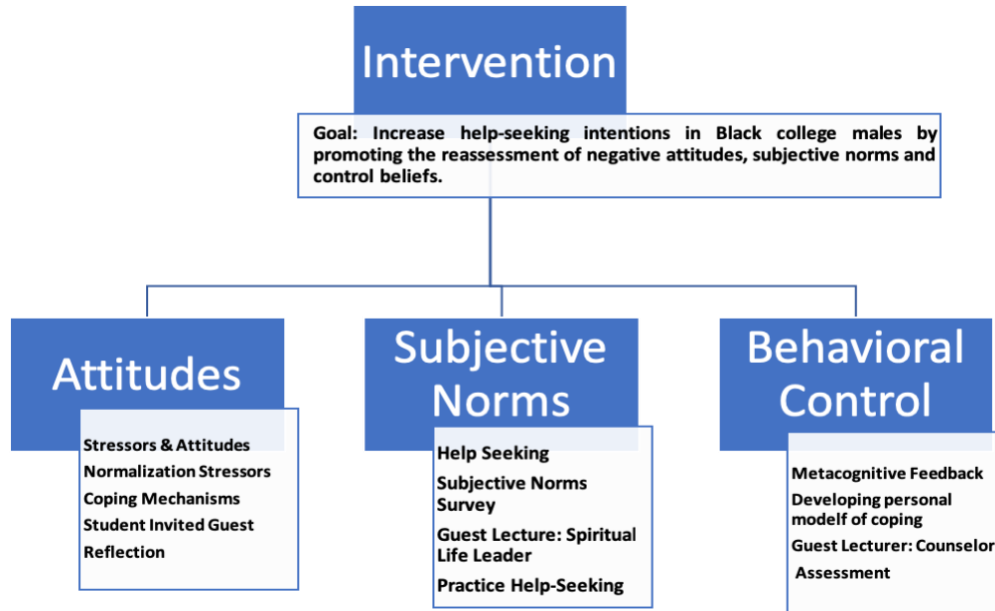 Intervention
Goal: Increase help-seeking intentions in Black college males by
promoting the reassessment of negative attitudes, subjective norms and
control beliefs.
Attitudes
Stressors & Attitudes
Normalization Stressors
Coping Mechanisms
Student Invited Guest
Reflection
Subjective
Norms
Help Seeking
Subjective Norms
Survey
Guest Lecture: Spiritual
Life Leader
Practice Help-Seeking
Behavioral
Control
Metacognitive Feedback
Developing personal
modelf of coping
Guest Lecturer: Counselor
Assessment